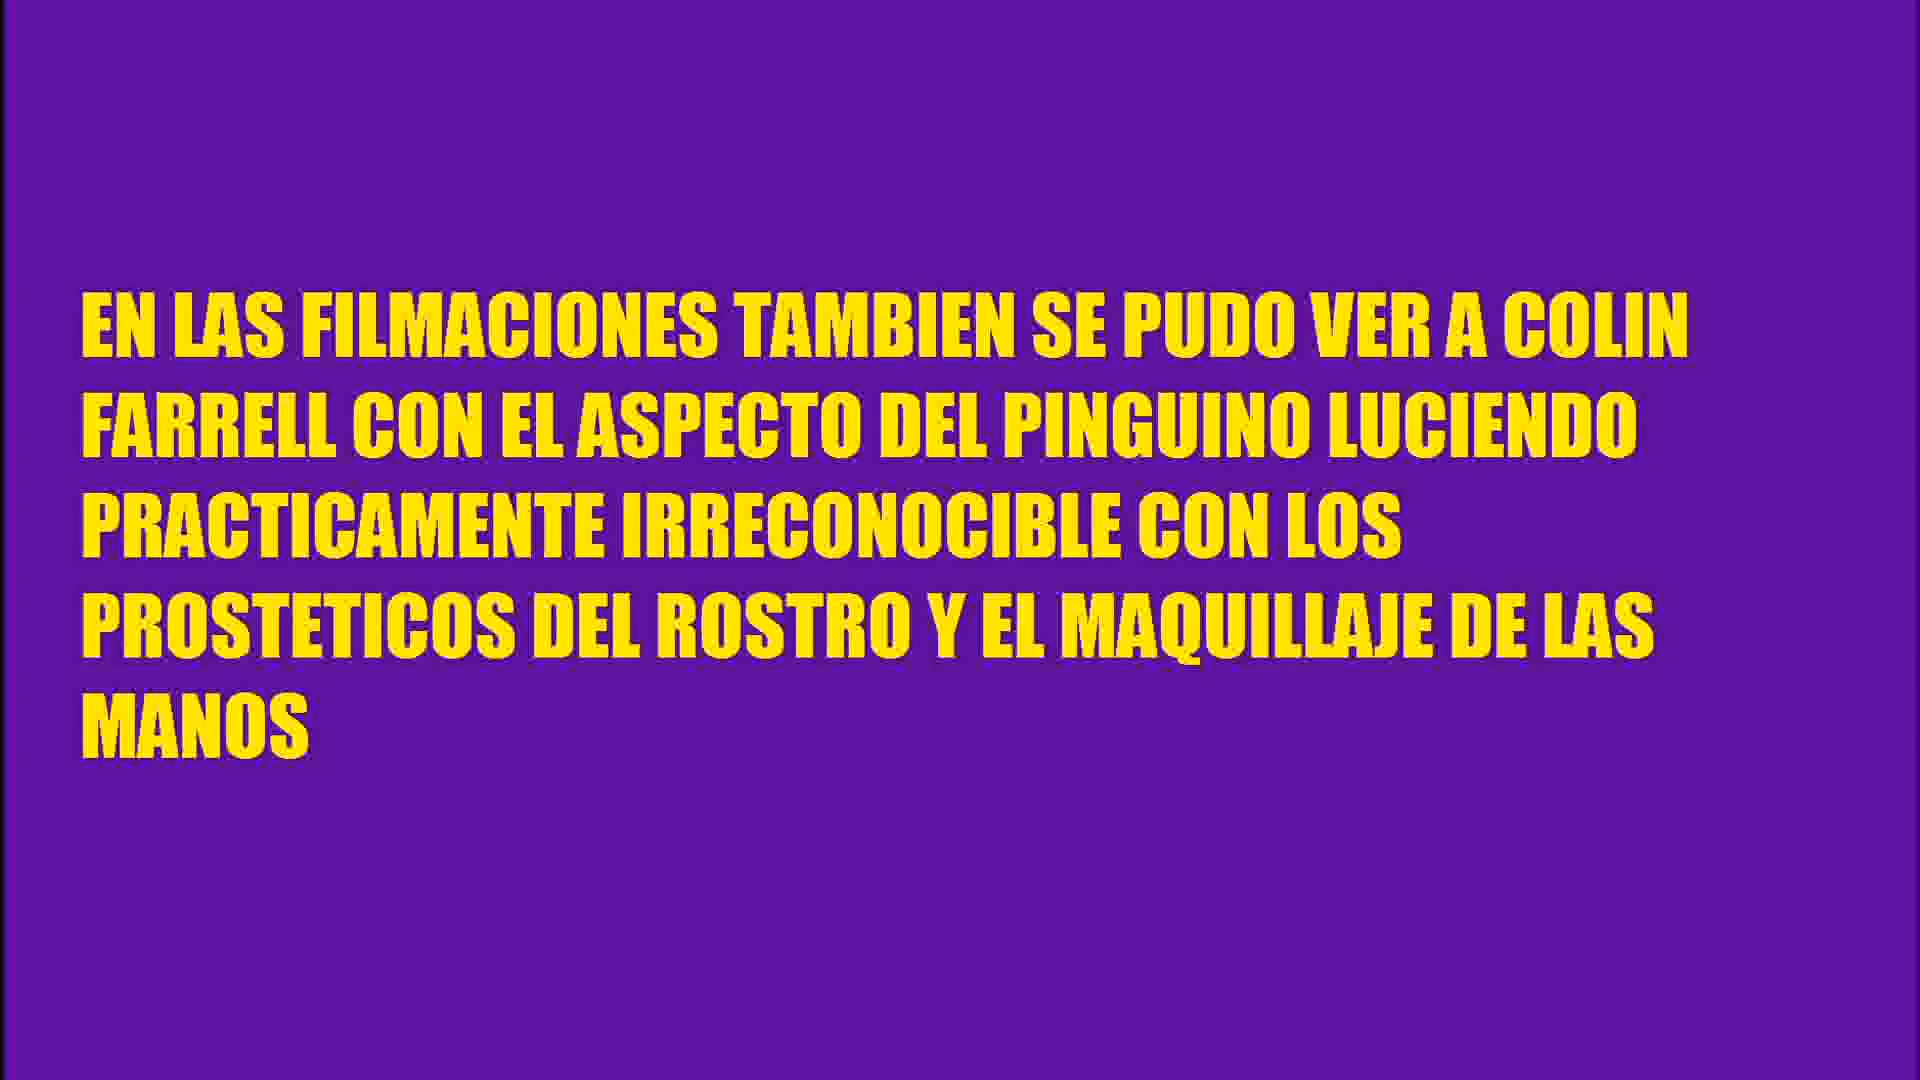 EN LAS FILMACIONES TAMBIEN SE PUDO VER A COLIN
FARRELL CON EL ASPECTO DEL PINGUINO LUCIENDO
PRACTICAMENTE IRRECONOCIBLE CON LOS
PROSTETICOS DEL ROSTRO Y EL MAQUILLAJE DE LAS
MANOS